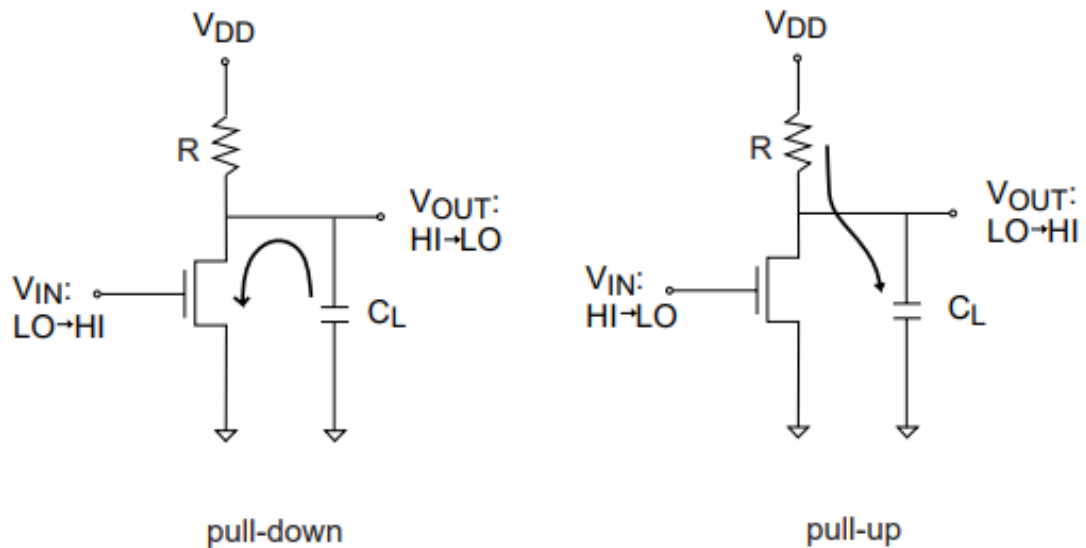 VDD
R
VOUT:
HI→LO
VIN:
LO→HI
CL
pull-down
VDD
R
VOUT:
LO→HI
VIN:
HI→LO
CL
pull-up